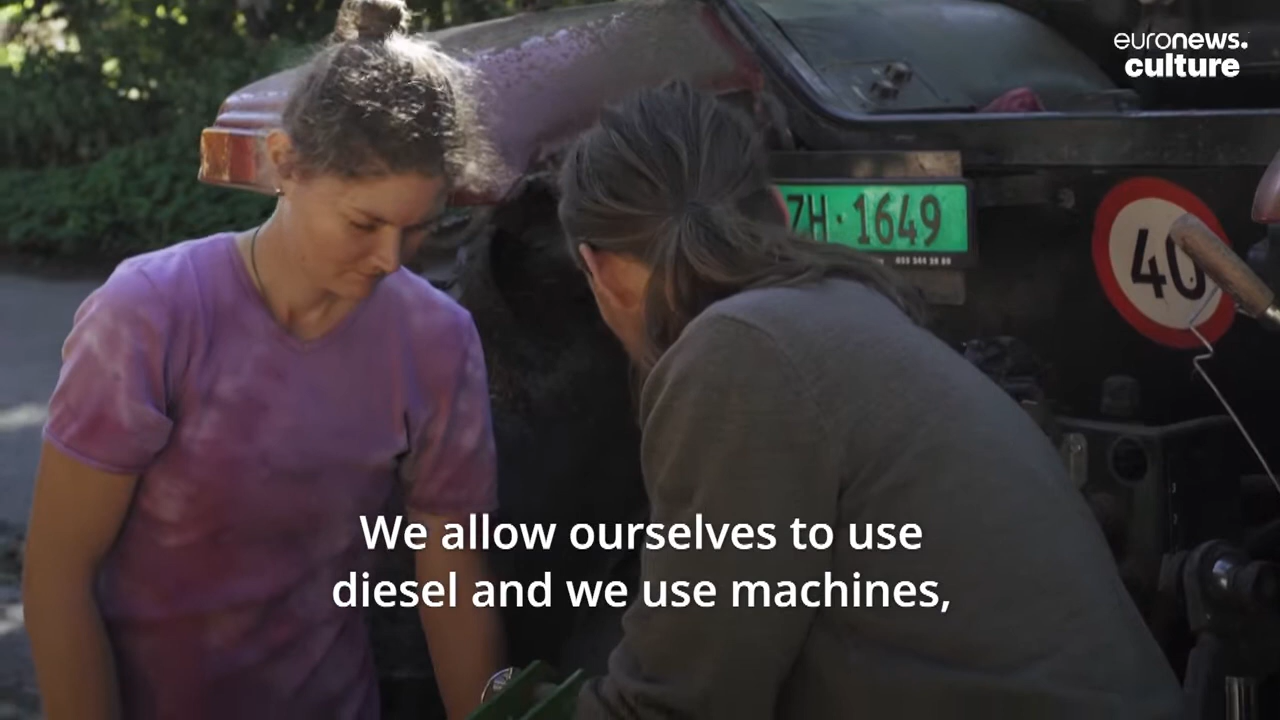 euronews.
culture
ZH·1649
40
We allow ourselves to use
diesel and we use machines,